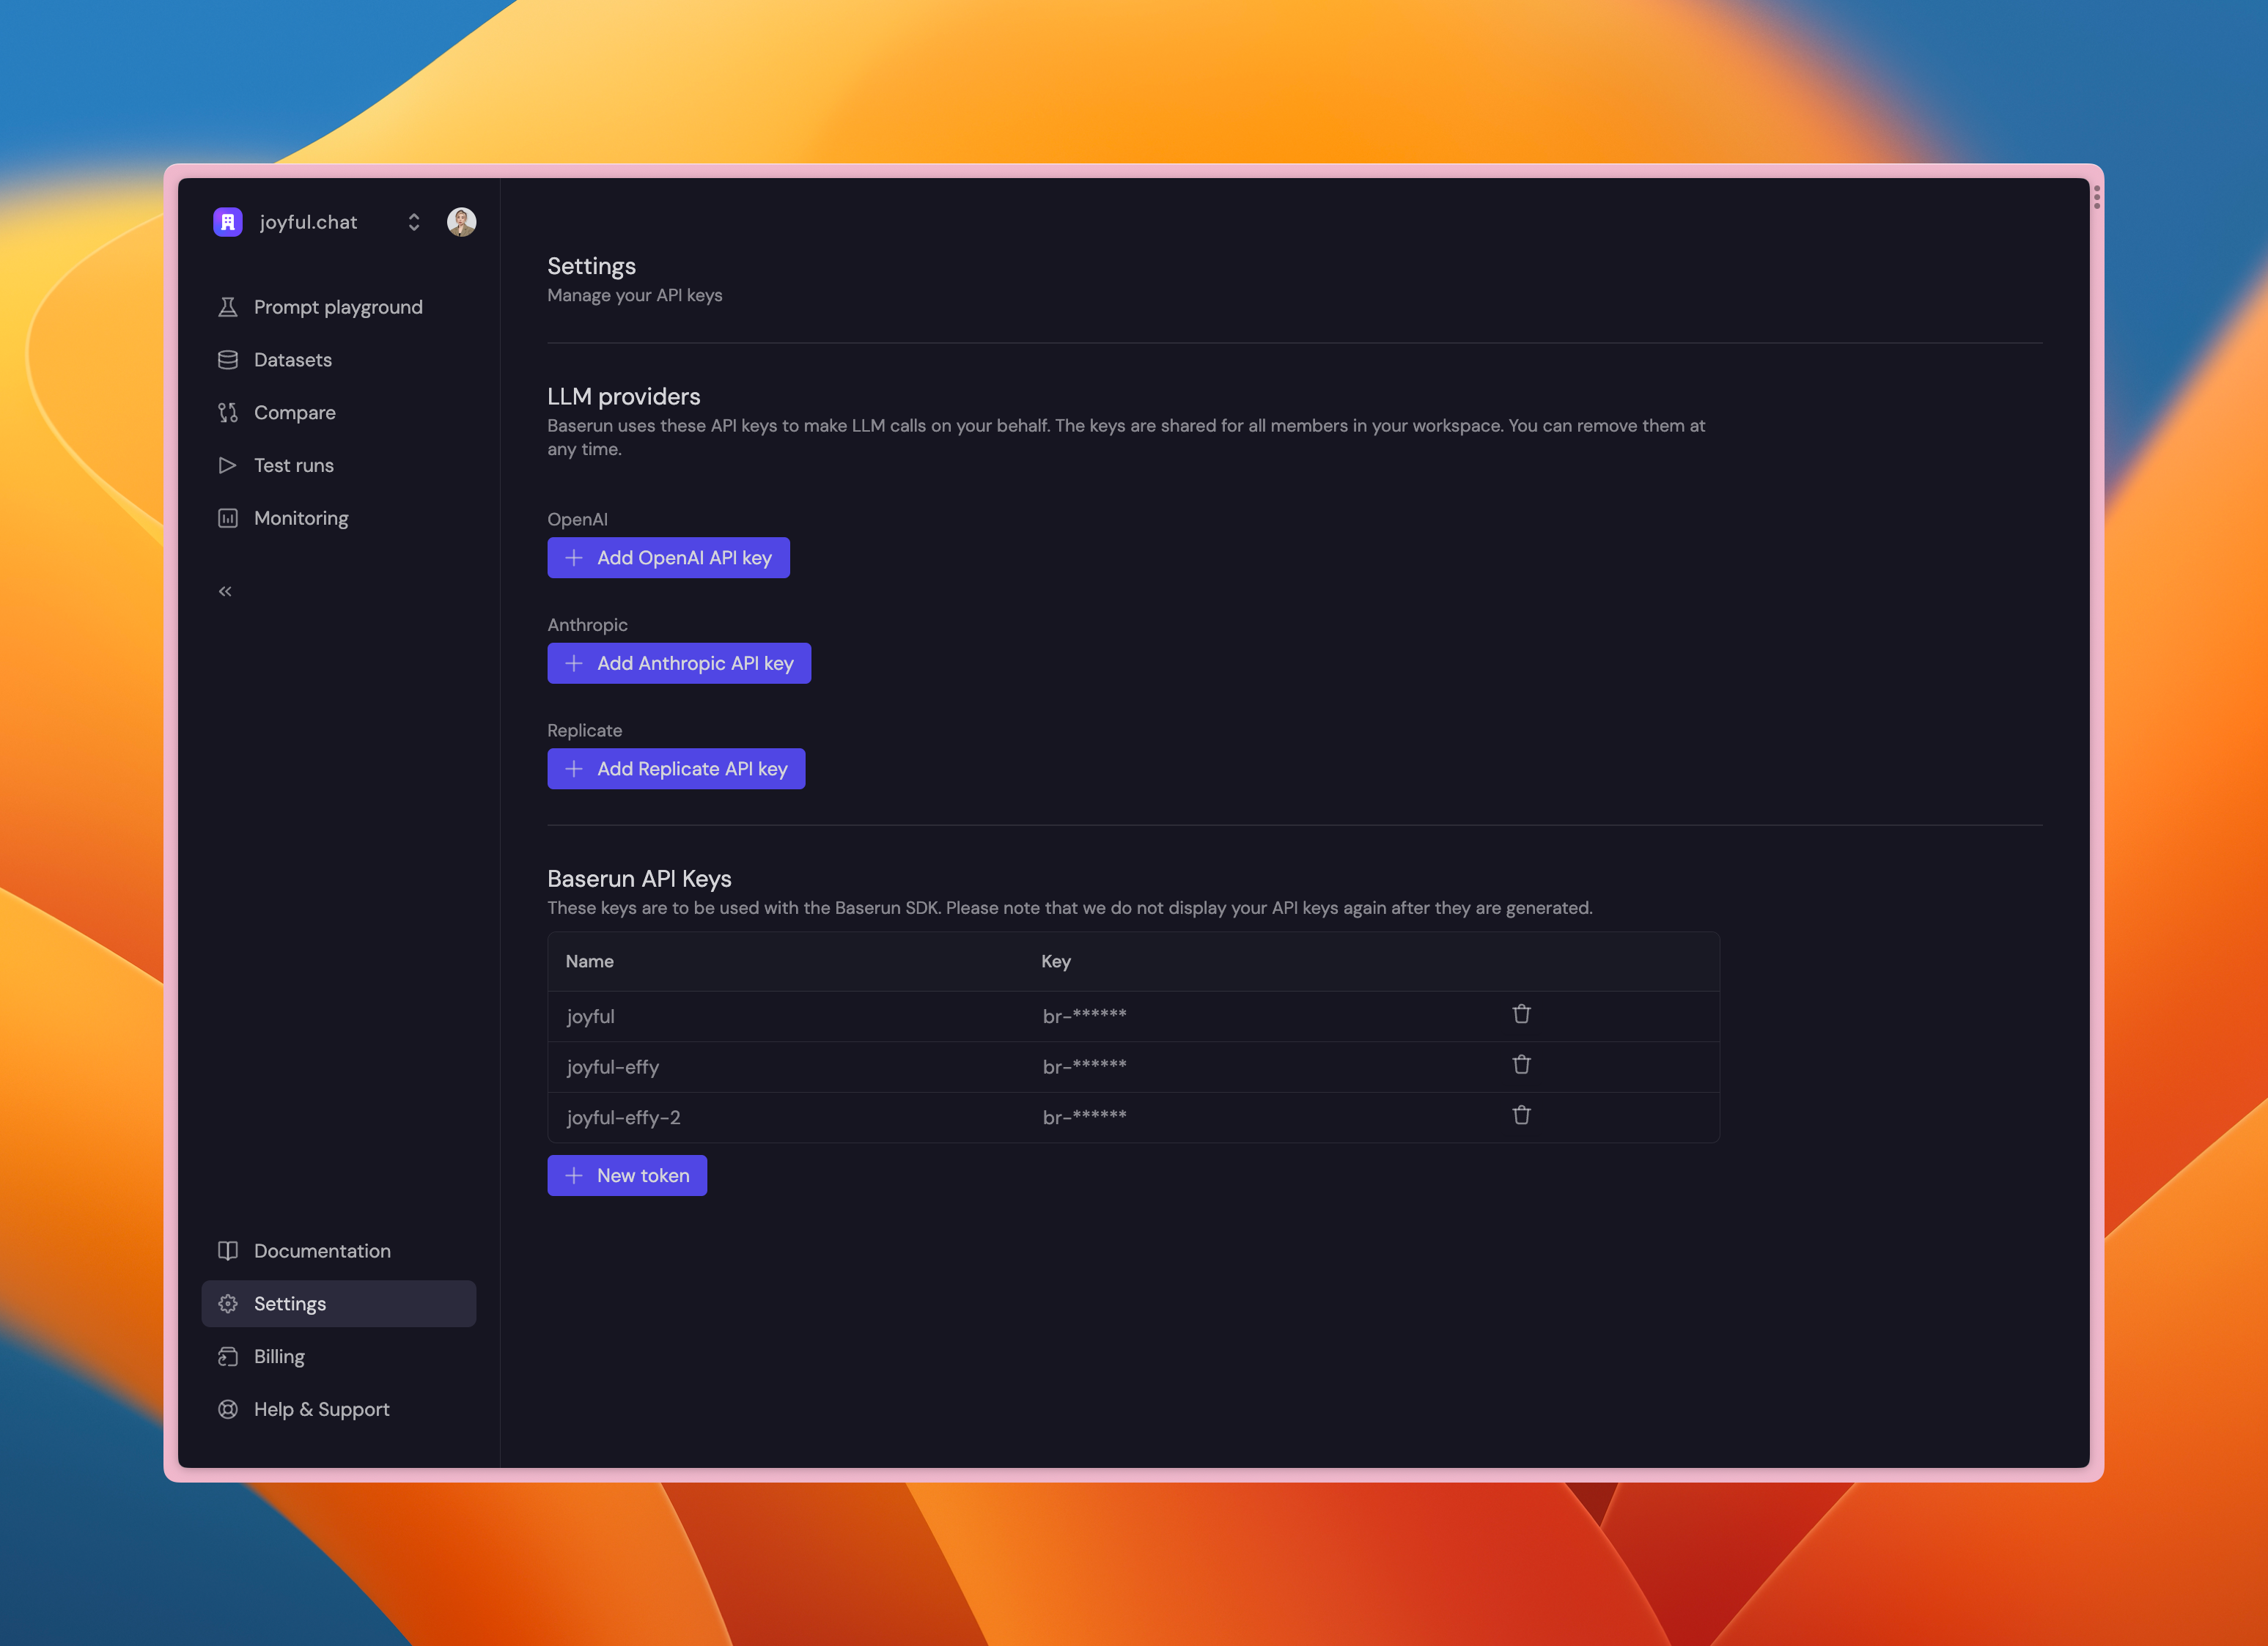 joyful.chat
Prompt playground
Datasets
Compare
Test runs
Monitoring
Documentation
Settings
Billing
Help & Support
Settings
Manage your API keys
LLM providers
Baserun uses these API keys to make LLM calls on your behalf. The keys are shared for all members in your workspace. You can remove them at
any time.
OpenAI
Add OpenAI API key
Anthropic
Add Anthropic API key
Replicate
Add Replicate API key
Baserun API Keys
These keys are to be used with the Baserun SDK. Please note that we do not display your API keys again after they are generated.
Name Key
joyful br-******
joyful-effy br-******
joyful-effy-2 br-******
New token